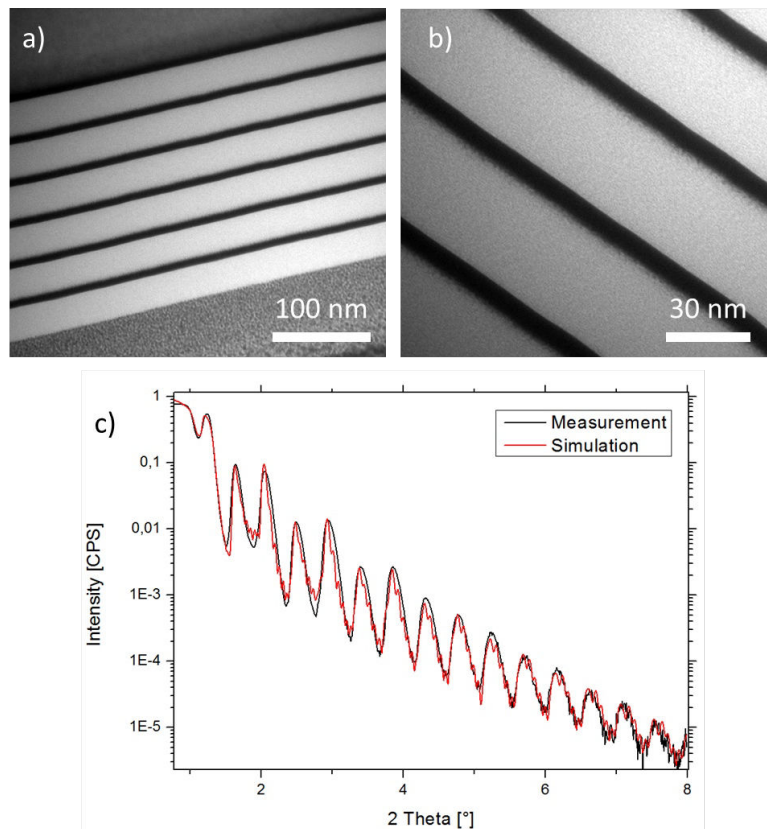 a)
100 nm
b)
30 nm
c)
Measurement
Simulation
1
0,1
0,01
1E-3
1E-4
1E-5
Intensity [CPS]
2
4
6
8
2 Theta [°]